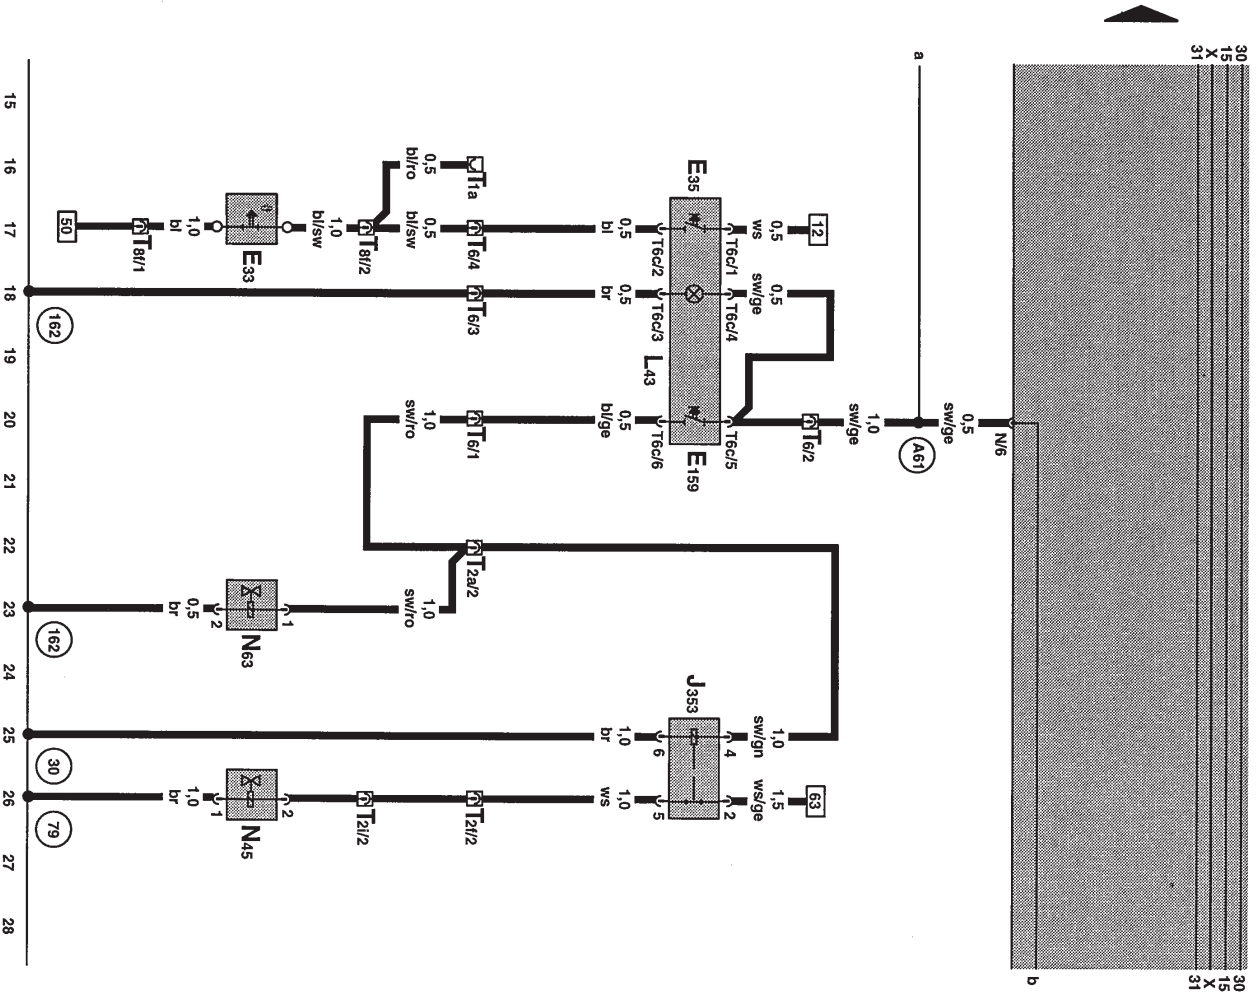 30
15
X
31
a
N/6
0,5
sw/ge
A61
1,0
sw/ge
T6/2
12
0,5
ws
T6c/1
0,5
sw/ge
T6c/4
T6c/5
E35
L43
E159
T6c/2
0,5
bl
T6c/3
0,5
br
T6c/6
0,5
bl/ge
T1a
0,5
bl/ro
T6/4
0,5
bl/sw
T6/3
T6/1
1,0
sw/ro
T8f/2
1,0
bl/sw
E33
1,0
bl
T8f/1
50
162
T2a/2
1,0
sw/ro
1
N63
2
0,5
br
162
63
1,0
sw/gn
4
1,5
ws/ge
2
J353
6
1,0
br
5
1,0
ws
T2f/2
T2i/2
2
N45
1
1,0
br
30
79
15 16 17 18 19 20 21 22 23 24 25 26 27 28
30
15
X
31
b